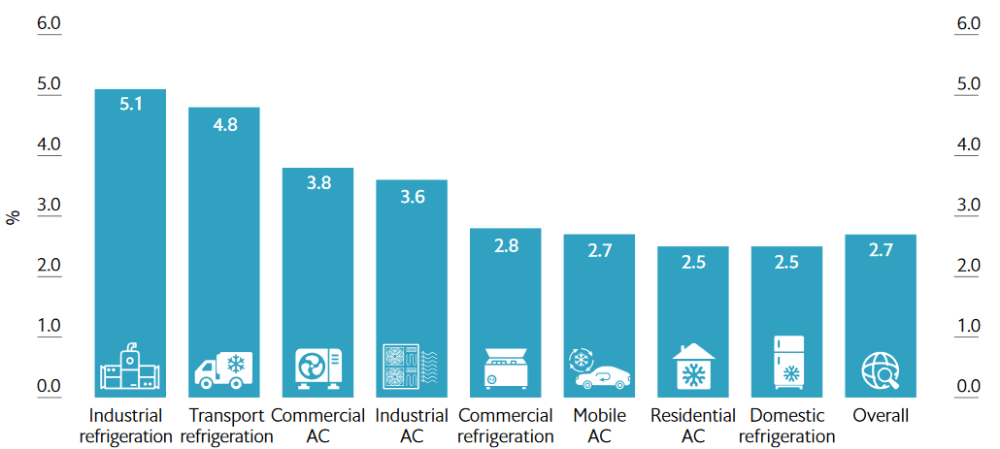 6.0
5.0
4.0
3.0
2.0
1.0
0.0
%
6.0
5.0
4.0
3.0
2.0
1.0
0.0
5.1
4.8
3.8
3.6
2.8
2.7
2.5
2.5
2.7
Industrial
refrigeration
Transport
refrigeration
Commercial
AC
Industrial
AC
Commercial
refrigeration
Mobile
AC
Residential
AC
Domestic
refrigeration
Overall